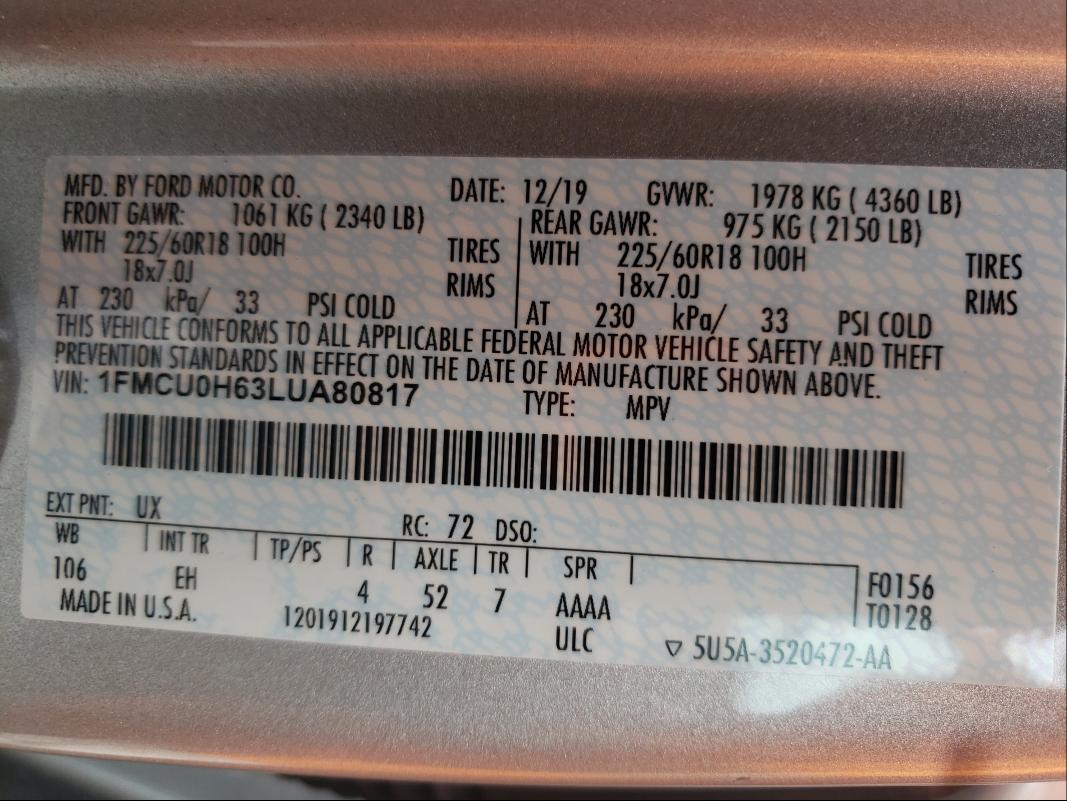 MFD. BY FORD MOTOR CO. DATE: 12/19 GVWR: 1978 KG ( 4360 LB)
FRONT GAWR: 1061 KG ( 2340 LB) REAR GAWR: 975 KG ( 2150 LB)
WITH 225/60R18 100H TIRES WITH 225/60R18 100H TIRES
18x7.0J RIMS 18x7.0J RIMS
AT 230 kPa/ 33 PSI COLD AT 230 kPa/ 33 PSI COLD
THIS VEHICLE CONFORMS TO ALL APPLICABLE FEDERAL MOTOR VEHICLE SAFETY AND THEFT
PREVENTION STANDARDS IN EFFECT ON THE DATE OF MANUFACTURE SHOWN ABOVE.
VIN: 1FMCU0H63LUA80817 TYPE: MPV
EXT PNT: UX RC: 72 DSO:
WB INT TR TP/PS R AXLE TR SPR
106 EH 4 52 7 AAAA F0156
MADE IN U.S.A. 1201912197742 ULC T0128
▽ 5U5A-3520472-AA